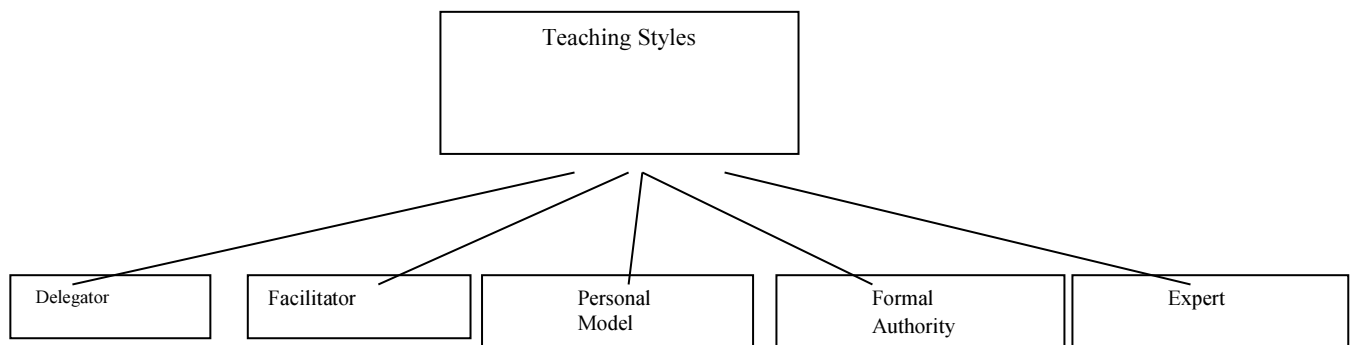 Teaching Styles
Delegator
Facilitator
Personal
Model
Formal
Authority
Expert